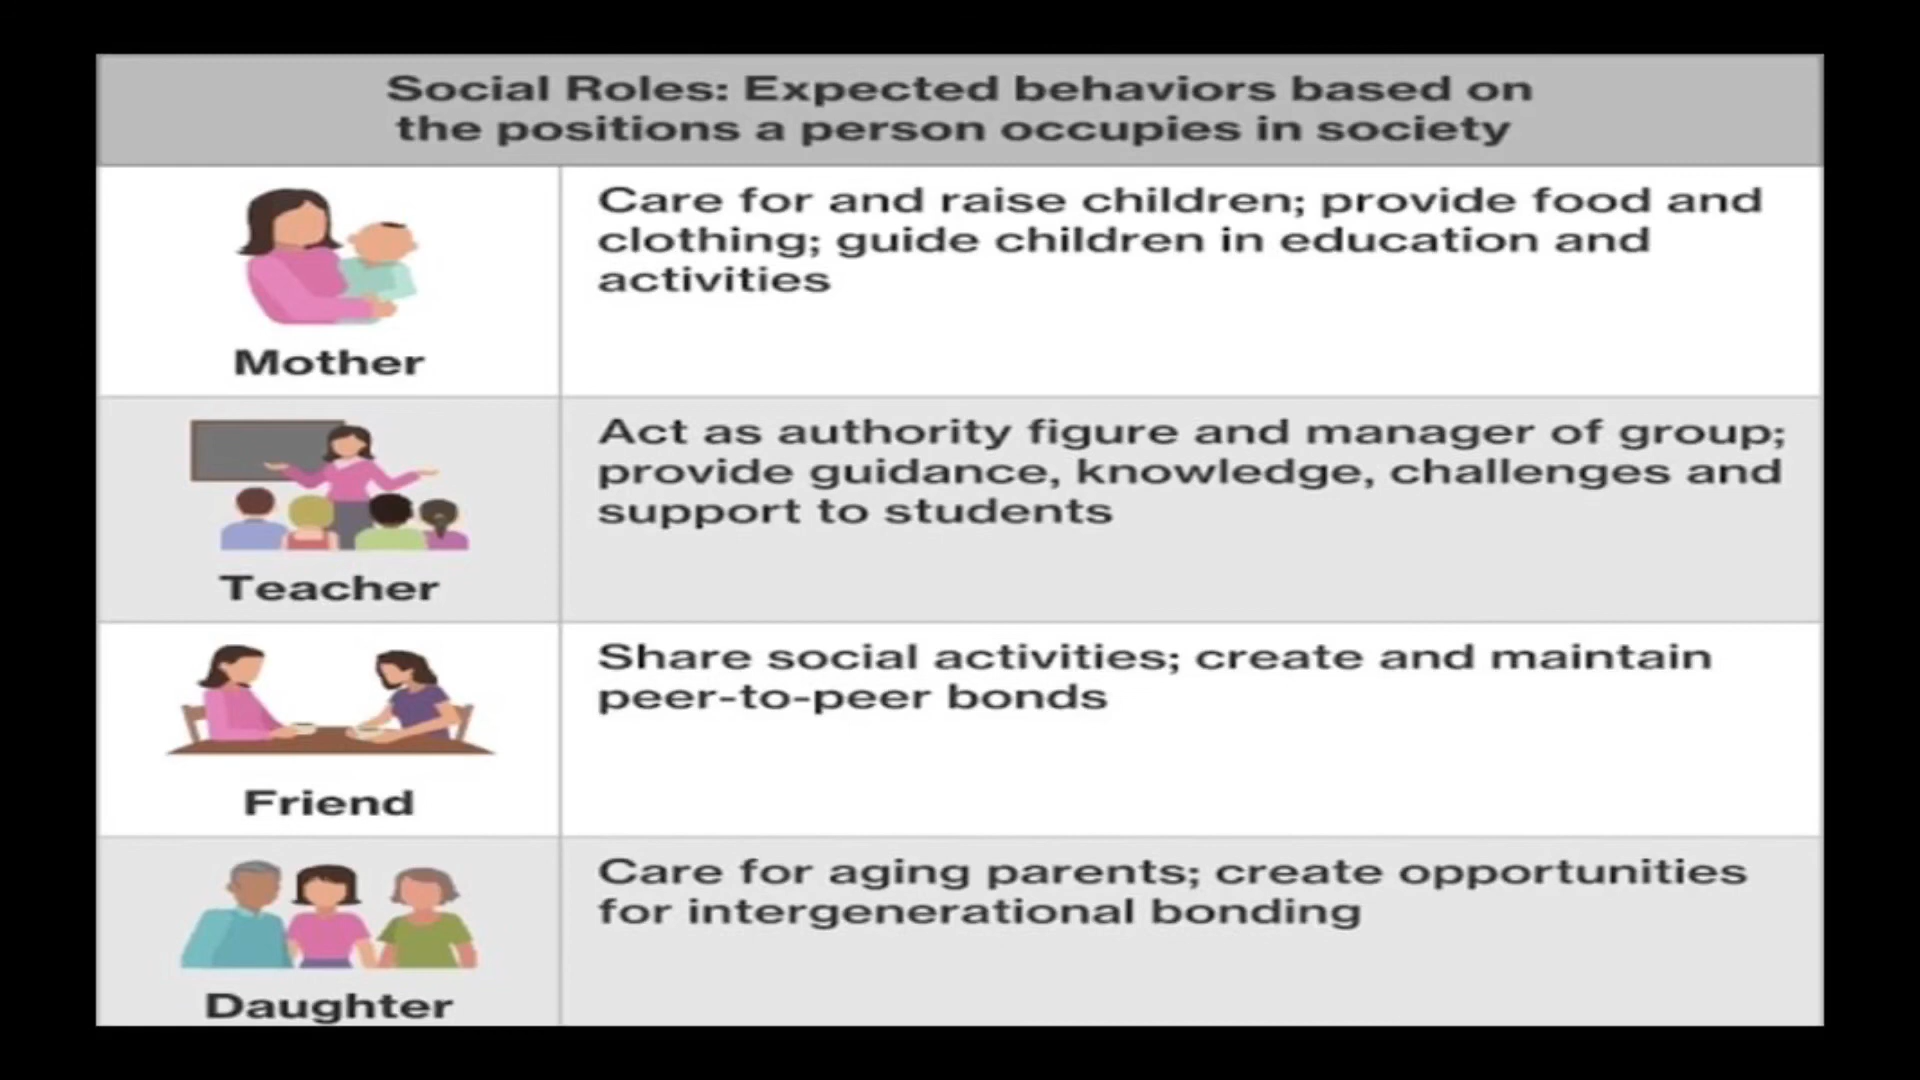 Social Roles: Expected behaviors based on
the positions a person occupies in society
Mother
Care for and raise children; provide food and
clothing; guide children in education and
activities
Teacher
Act as authority figure and manager of group;
provide guidance, knowledge, challenges and
support to students
Friend
Share social activities; create and maintain
peer-to-peer bonds
Daughter
Care for aging parents; create opportunities
for intergenerational bonding